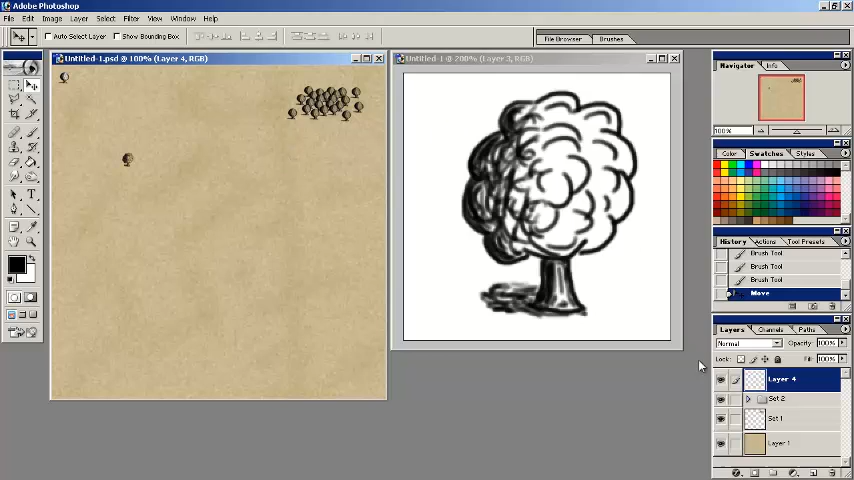 Adobe Photoshop
File Edit Image Layer Select Filter View Window Help
Auto Select Layer Show Bounding Box
File Browser Brushes
Untitled-1.psd @ 100% (Layer 4, RGB)
Untitled-1 @ 200% (Layer 3, RGB)
Navigator Info
100%
Color Swatches Styles
History Actions Tool Presets
Brush Tool
Brush Tool
Brush Tool
Move
Layers Channels Paths
Normal Opacity: 100%
Lock: Fill: 100%
Layer 4
Set 2
Set 1
Layer 1
T